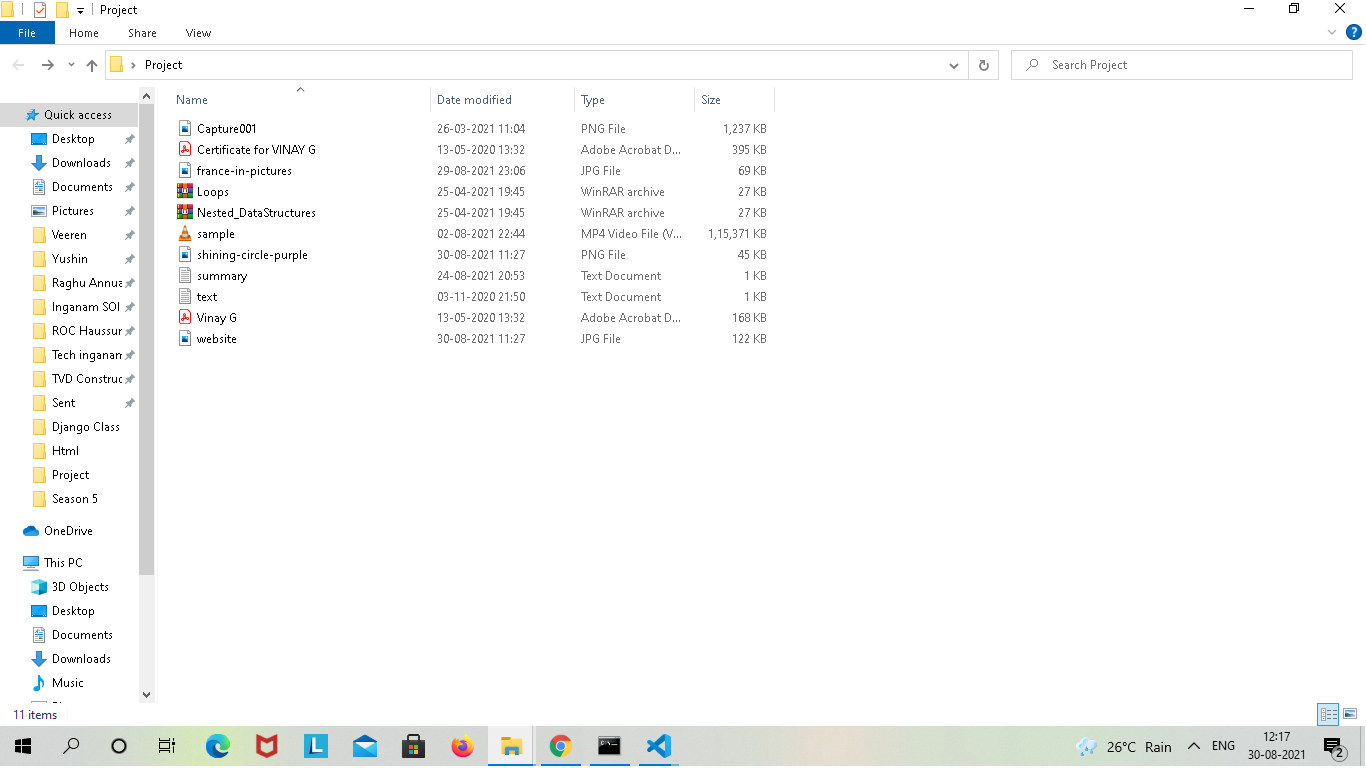 Project
File Home Share View
Project
Search Project
Name Date modified Type Size
Capture001 26-03-2021 11:04 PNG File 1,237 KB
Certificate for VINAY G 13-05-2020 13:32 Adobe Acrobat D... 395 KB
france-in-pictures 29-08-2021 23:06 JPG File 69 KB
Loops 25-04-2021 19:45 WinRAR archive 27 KB
Nested_DataStructures 25-04-2021 19:45 WinRAR archive 27 KB
sample 02-08-2021 22:44 MP4 Video File (V... 1,15,371 KB
shining-circle-purple 30-08-2021 11:27 PNG File 45 KB
summary 24-08-2021 20:53 Text Document 1 KB
text 03-11-2020 21:50 Text Document 1 KB
Vinay G 13-05-2020 13:32 Adobe Acrobat D... 168 KB
website 30-08-2021 11:27 JPG File 122 KB
Quick access
Desktop
Downloads
Documents
Pictures
Veeren
Yushin
Raghu Annua
Inganam SOI
ROC Haussur
Tech inganam
TVD Construc
Sent
Django Class
Html
Project
Season 5
OneDrive
This PC
3D Objects
Desktop
Documents
Downloads
Music
11 items
26°C Rain
ENG
12:17
30-08-2021
2